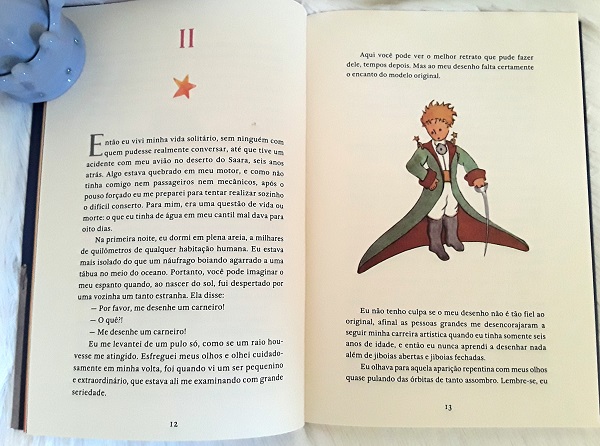 II
Então eu vivi minha vida solitário, sem ninguém com
quem pudesse realmente conversar, até que tive um
acidente com meu avião no deserto do Saara, seis anos
atrás. Algo estava quebrado em meu motor, e como não
tinha comigo nem passageiros nem mecânicos, após o
pouso forçado eu me preparei para tentar realizar sozinho
o difícil conserto. Para mim, era uma questão de vida ou
morte: o que eu tinha de água em meu cantil mal dava para
oito dias.
Na primeira noite, eu dormi em plena areia, a milhares
de quilômetros de qualquer habitação humana. Eu estava
mais isolado do que um náufrago boiando agarrado a uma
tábua no meio do oceano. Portanto, você pode imaginar o
meu espanto quando, ao nascer do sol, fui despertado por
uma vozinha um tanto estranha. Ela disse:
— Por favor, me desenhe um carneiro!
— O quê?!
— Me desenhe um carneiro!
Eu me levantei de um pulo só, como se um raio hou-
vesse me atingido. Esfreguei meus olhos e olhei cuidado-
samente em minha volta, foi quando vi um ser pequenino
e extraordinário, que estava ali me examinando com grande
seriedade.
12
Aqui você pode ver o melhor retrato que pude fazer
dele, tempos depois. Mas ao meu desenho falta certamente
o encanto do modelo original.
Eu não tenho culpa se o meu desenho não é tão fiel ao
original, afinal as pessoas grandes me desencorajaram a
seguir minha carreira artística quando eu tinha somente seis
anos de idade, e então eu nunca aprendi a desenhar nada
além de jiboias abertas e jiboias fechadas.
Eu olhava para aquela aparição repentina com meus olhos
quase pulando das órbitas de tanto assombro. Lembre-se, eu
13